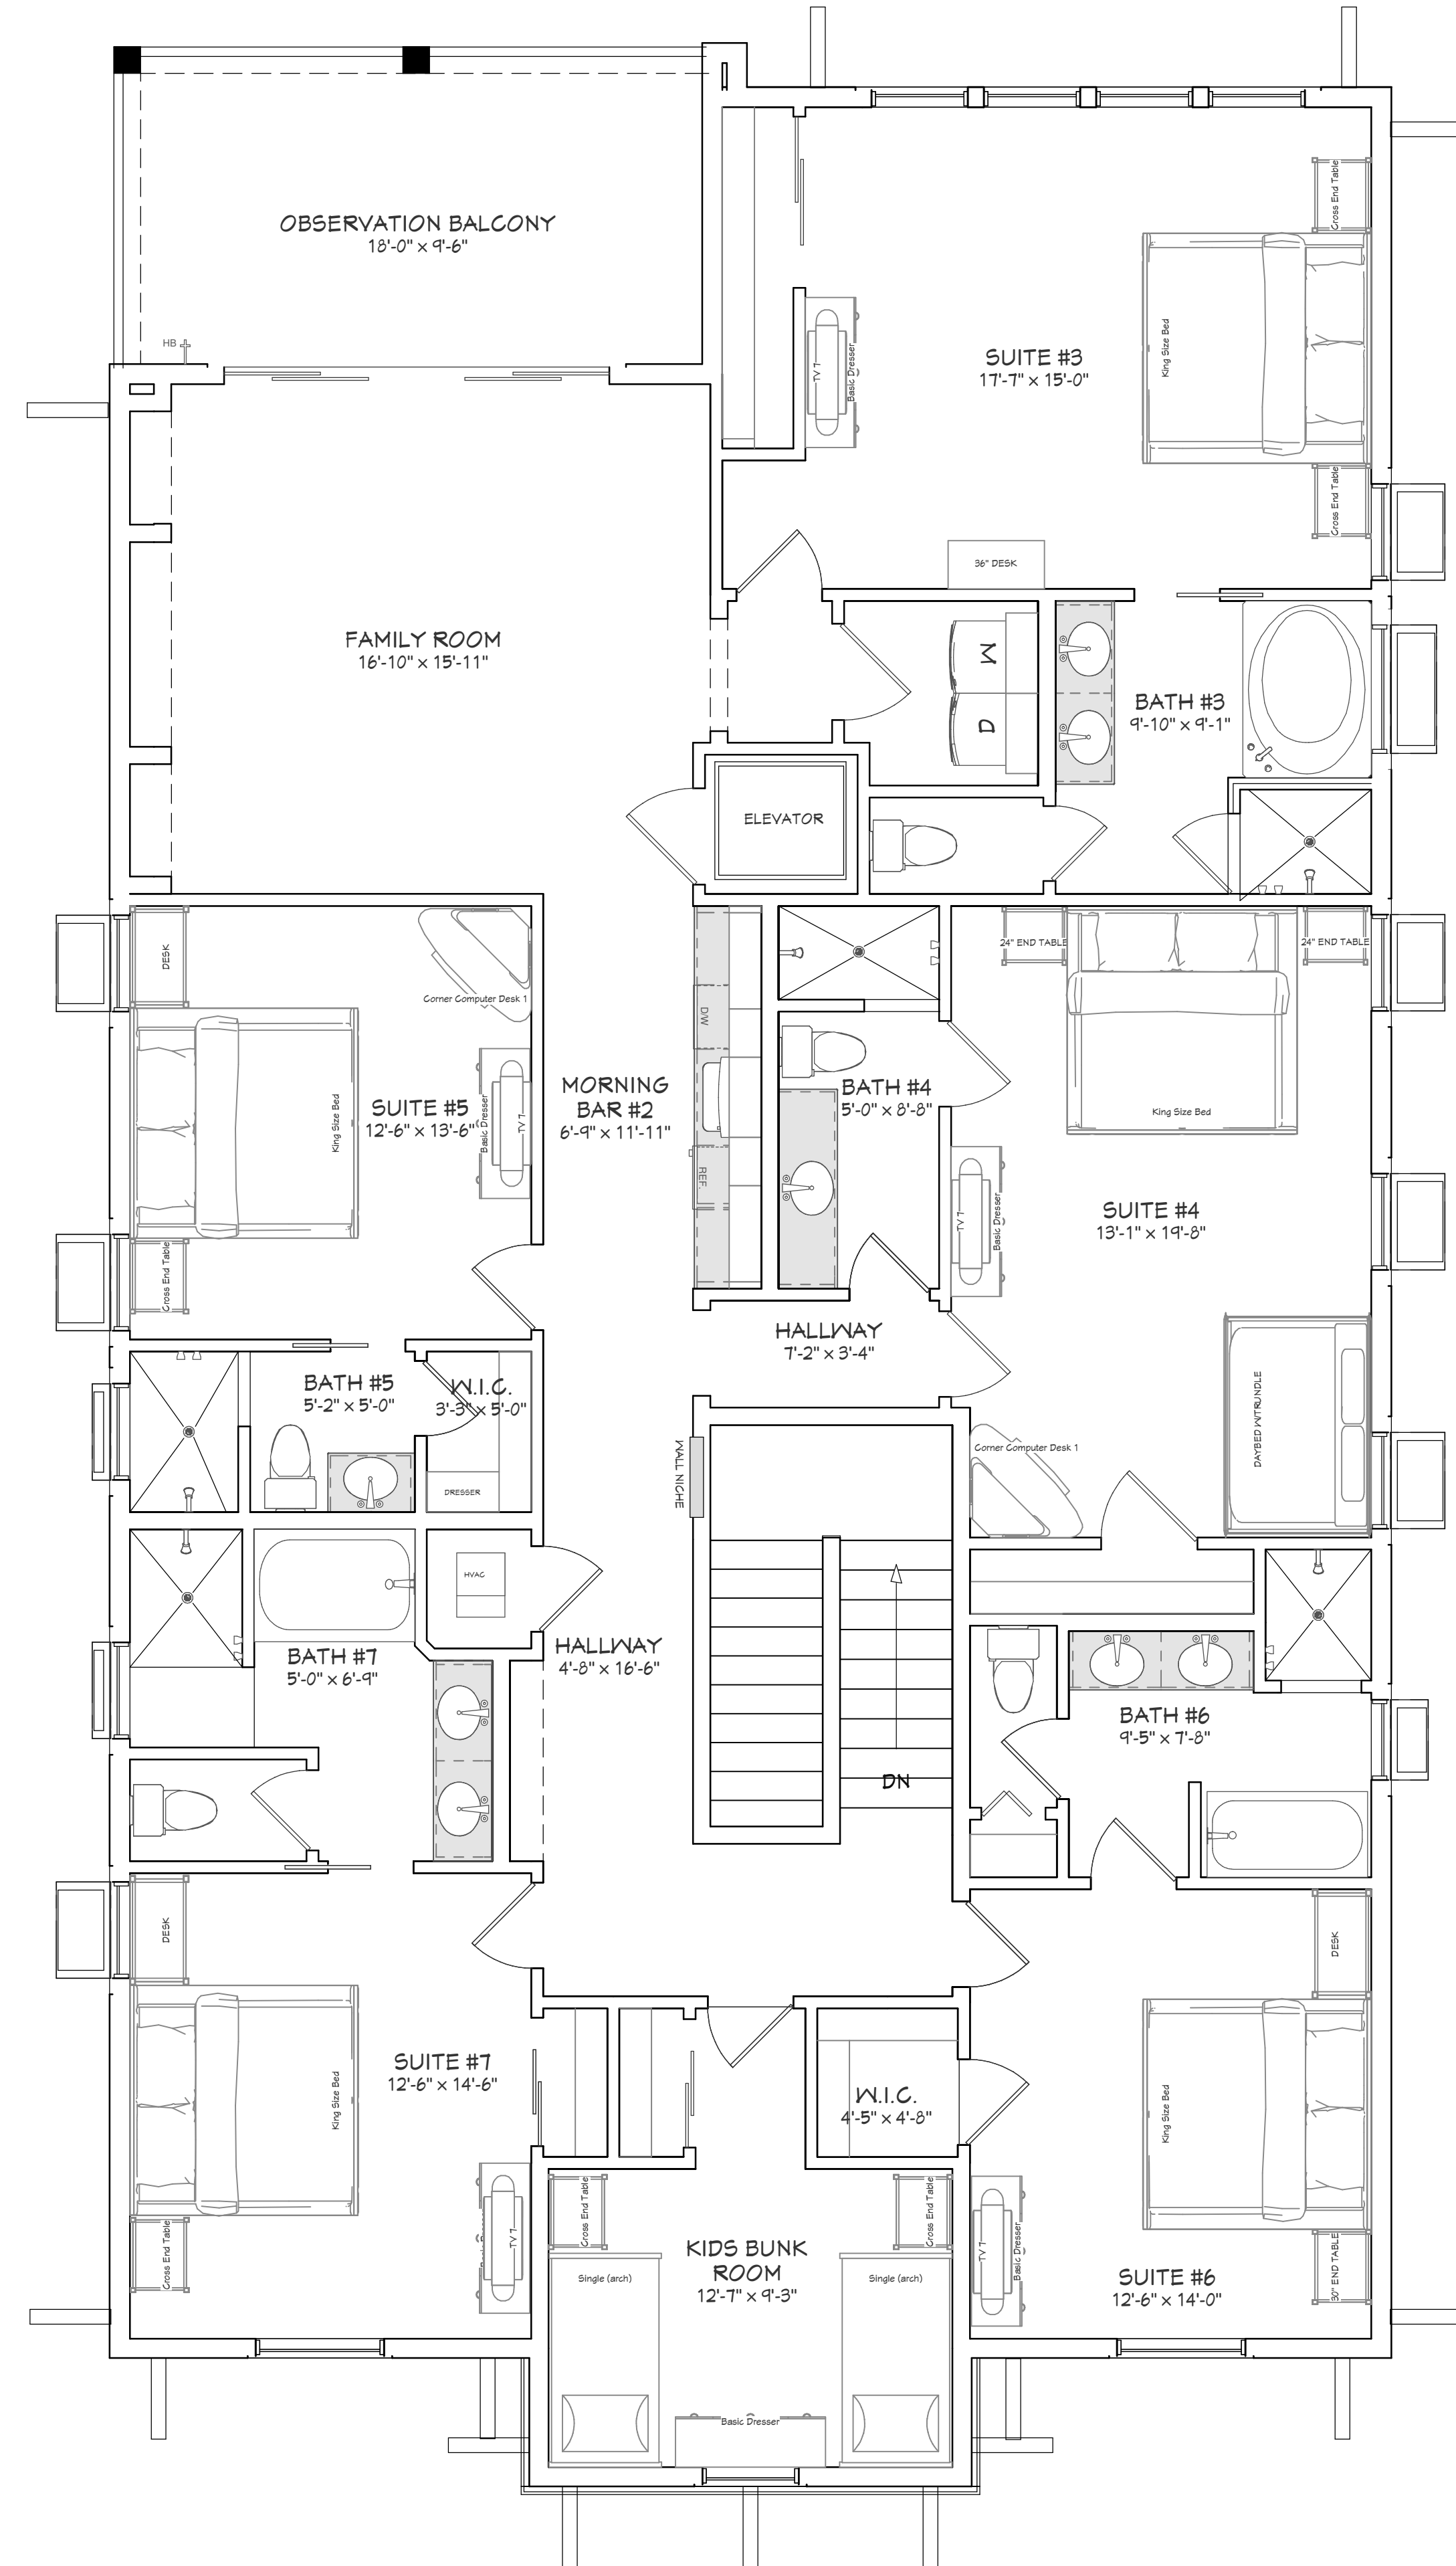 OBSERVATION BALCONY
18'-0" x 9'-6"
HB
Cross End Table
King Size Bed
SUITE #3
17'-7" x 15'-0"
TV 7
Basic Dresser
Cross End Table
36" DESK
FAMILY ROOM
16'-10" x 15'-11"
M
D
BATH #3
9'-10" x 9'-1"
ELEVATOR
DESK
Corner Computer Desk 1
24" END TABLE
24" END TABLE
D/W
MORNING
BAR #2
6'-9" x 11'-11"
BATH #4
5'-0" x 8'-8"
King Size Bed
SUITE #5
12'-6" x 13'-6"
King Size Bed
Basic Dresser
TV 7
REF.
SUITE #4
13'-1" x 19'-8"
TV 7
Basic Dresser
Cross End Table
HALLWAY
7'-2" x 3'-4"
BATH #5
5'-2" x 5'-0"
W.I.C.
3'-3" x 5'-0"
DRESSER
WALL NICHE
Corner Computer Desk 1
DAYBED W/TRUNDLE
HVAC
BATH #7
5'-0" x 6'-9"
HALLWAY
4'-8" x 16'-6"
BATH #6
9'-5" x 7'-8"
DN
DESK
DESK
SUITE #7
12'-6" x 14'-6"
King Size Bed
W.I.C.
4'-5" x 4'-8"
King Size Bed
Cross End Table
TV 7
Cross End Table
Cross End Table
KIDS BUNK
ROOM
12'-7" x 9'-3"
Single (arch)
Single (arch)
TV 7
Basic Dresser
SUITE #6
12'-6" x 14'-0"
30" END TABLE
Basic Dresser